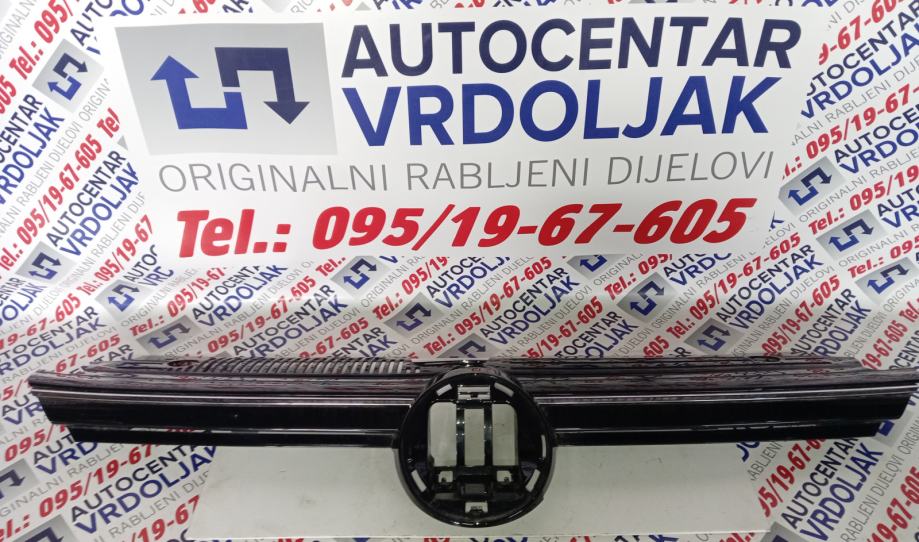 AUTOCENTAR
VRDOLJAK
ORIGINALNI RABLJENI DIJELOVI
Tel.: 095/19-67-605